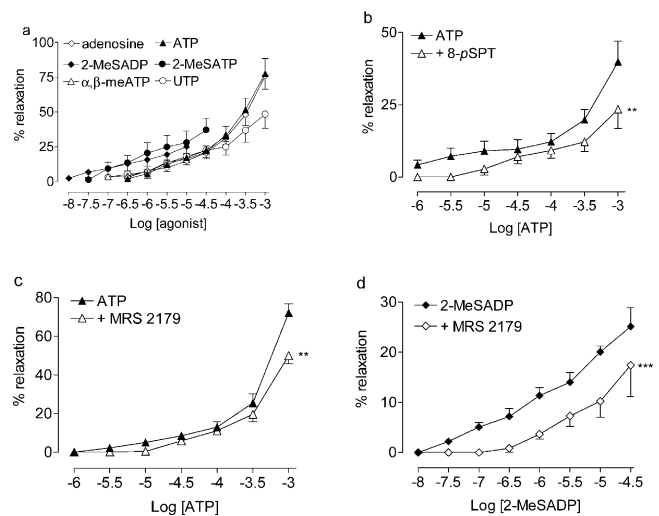 a
adenosine ATP
2-MeSADP 2-MeSATP
α,β-meATP UTP
100
75
50
25
0
% relaxation
-8 -7.5 -7 -6.5 -6 -5.5 -5 -4.5 -4 -3.5 -3
Log [agonist]
b
ATP
+ 8-pSPT
50
25
0
% relaxation
**
-6 -5.5 -5 -4.5 -4 -3.5 -3
Log [ATP]
c
ATP
+ MRS 2179
80
60
40
20
0
% relaxation
**
-6 -5.5 -5 -4.5 -4 -3.5 -3
Log [ATP]
d
2-MeSADP
+ MRS 2179
30
20
10
0
% relaxation
***
-8 -7.5 -7 -6.5 -6 -5.5 -5 -4.5
Log [2-MeSADP]